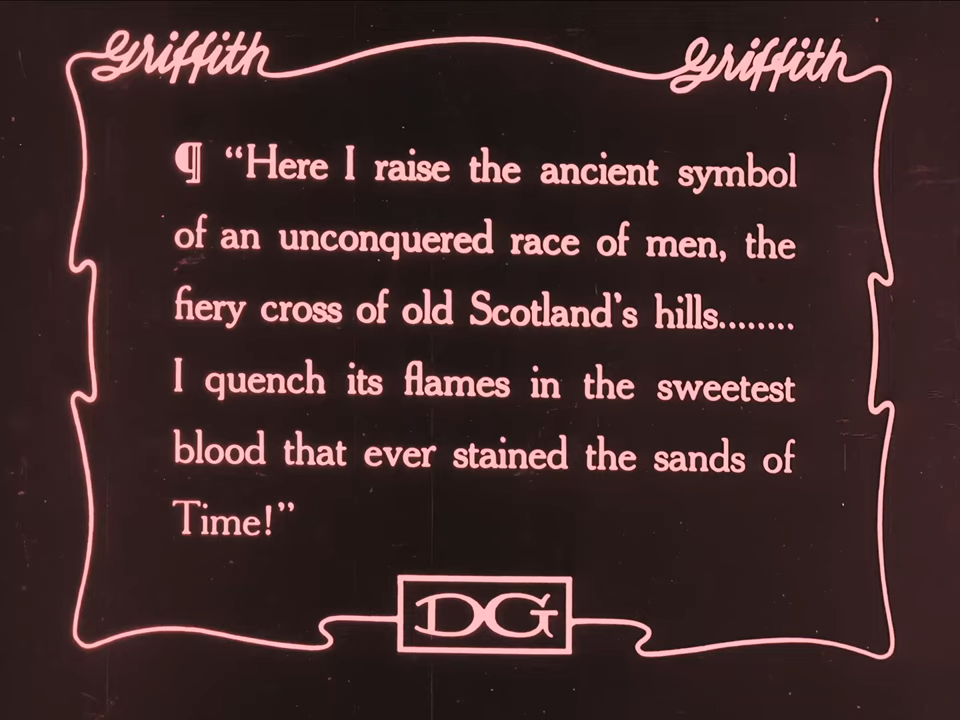 Griffith Griffith
¶ “Here I raise the ancient symbol
of an unconquered race of men, the
fiery cross of old Scotland's hills........
I quench its flames in the sweetest
blood that ever stained the sands of
Time!”
DG